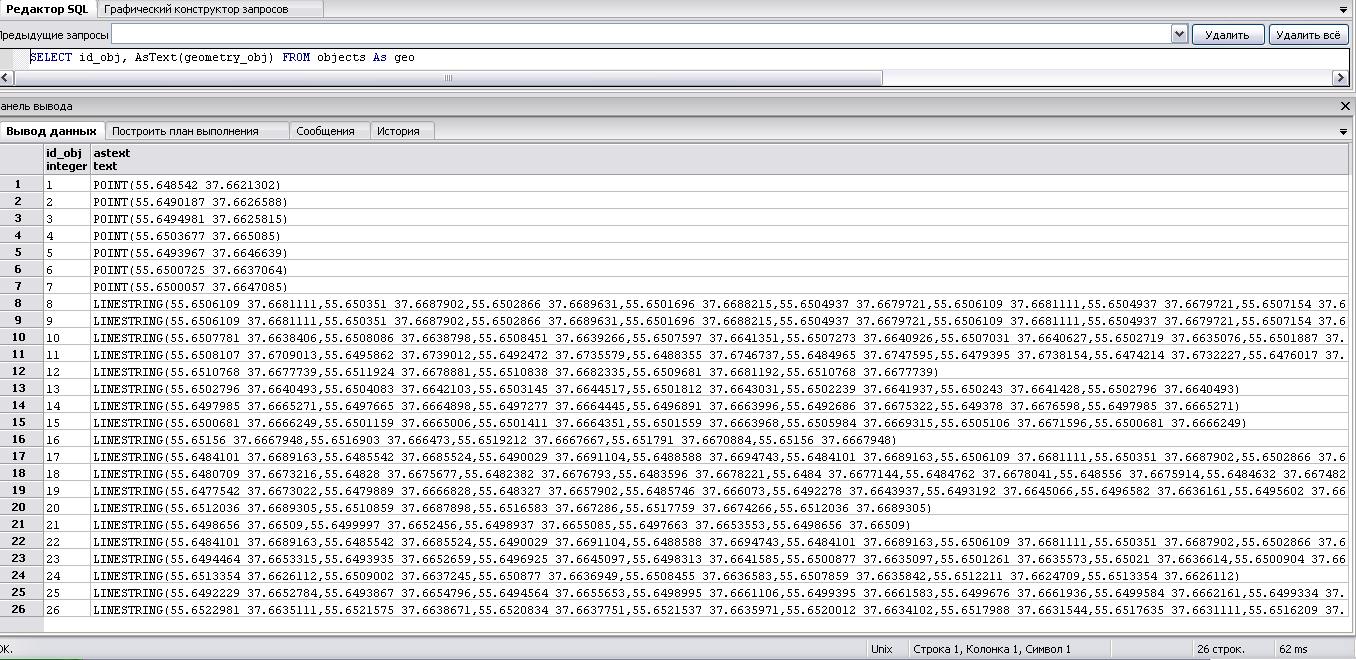 Редактор SQL Графический конструктор запросов
Предыдущие запросы Удалить Удалить всё
SELECT id_obj, AsText(geometry_obj) FROM objects As geo
анель вывода
Вывод данных Построить план выполнения Сообщения История
id_obj astext
integer text
1 1 POINT(55.648542 37.6621302)
2 2 POINT(55.6490187 37.6626588)
3 3 POINT(55.6494981 37.6625815)
4 4 POINT(55.6503677 37.665085)
5 5 POINT(55.6493967 37.6646639)
6 6 POINT(55.6500725 37.6637064)
7 7 POINT(55.6500057 37.6647085)
8 8 LINESTRING(55.6506109 37.6681111,55.650351 37.6687902,55.6502866 37.6689631,55.6501696 37.6688215,55.6504937 37.6679721,55.6506109 37.6681111,55.6504937 37.6679721,55.6507154 37.6
9 9 LINESTRING(55.6506109 37.6681111,55.650351 37.6687902,55.6502866 37.6689631,55.6501696 37.6688215,55.6504937 37.6679721,55.6506109 37.6681111,55.6504937 37.6679721,55.6507154 37.6
10 10 LINESTRING(55.6507781 37.6638406,55.6508086 37.6638798,55.6508451 37.6639266,55.6507597 37.6641351,55.6507273 37.6640926,55.6507031 37.6640627,55.6502719 37.6635076,55.6501887 37.
11 11 LINESTRING(55.6508107 37.6709013,55.6495862 37.6739012,55.6492472 37.6735579,55.6488355 37.6746737,55.6484965 37.6747595,55.6479395 37.6738154,55.6474214 37.6732227,55.6476017 37.
12 12 LINESTRING(55.6510768 37.6677739,55.6511924 37.6678881,55.6510838 37.6682335,55.6509681 37.6681192,55.6510768 37.6677739)
13 13 LINESTRING(55.6502796 37.6640493,55.6504083 37.6642103,55.6503145 37.6644517,55.6501812 37.6643031,55.6502239 37.6641937,55.650243 37.6641428,55.6502796 37.6640493)
14 14 LINESTRING(55.6497985 37.6665271,55.6497665 37.6664898,55.6497277 37.6664445,55.6496891 37.6663996,55.6492686 37.6675322,55.649378 37.6676598,55.6497985 37.6665271)
15 15 LINESTRING(55.6500681 37.6666249,55.6501159 37.6665006,55.6501411 37.6664351,55.6501559 37.6663968,55.6505984 37.6669315,55.6505106 37.6671596,55.6500681 37.6666249)
16 16 LINESTRING(55.65156 37.6667948,55.6516903 37.666473,55.6519212 37.6667667,55.651791 37.6670884,55.65156 37.6667948)
17 17 LINESTRING(55.6484101 37.6689163,55.6485542 37.6685524,55.6490029 37.6691104,55.6488588 37.6694743,55.6484101 37.6689163,55.6506109 37.6681111,55.650351 37.6687902,55.6502866 37.6
18 18 LINESTRING(55.6480709 37.6673216,55.64828 37.6675677,55.6482382 37.6676793,55.6483596 37.6678221,55.6484 37.6677144,55.6484762 37.6678041,55.648556 37.6675914,55.6484632 37.667482
19 19 LINESTRING(55.6477542 37.6673022,55.6479889 37.6666828,55.648327 37.6657902,55.6485746 37.666073,55.6492278 37.6643937,55.6493192 37.6645066,55.6496582 37.6636161,55.6495602 37.66
20 20 LINESTRING(55.6512036 37.6689305,55.6510859 37.6687898,55.6516583 37.667286,55.6517759 37.6674266,55.6512036 37.6689305)
21 21 LINESTRING(55.6498656 37.66509,55.6499997 37.6652456,55.6498937 37.6655085,55.6497663 37.6653553,55.6498656 37.66509)
22 22 LINESTRING(55.6484101 37.6689163,55.6485542 37.6685524,55.6490029 37.6691104,55.6488588 37.6694743,55.6484101 37.6689163,55.6506109 37.6681111,55.650351 37.6687902,55.6502866 37.6
23 23 LINESTRING(55.6494464 37.6653315,55.6493935 37.6652659,55.6496925 37.6645097,55.6498313 37.6641585,55.6500877 37.6635097,55.6501261 37.6635573,55.65021 37.6636614,55.6500904 37.66
24 24 LINESTRING(55.6513354 37.6626112,55.6509002 37.6637245,55.650877 37.6636949,55.6508455 37.6636583,55.6507859 37.6635842,55.6512211 37.6624709,55.6513354 37.6626112)
25 25 LINESTRING(55.6492229 37.6652784,55.6493867 37.6654796,55.6494564 37.6655653,55.6498995 37.6661106,55.6499395 37.6661583,55.6499676 37.6661936,55.6499584 37.6662161,55.6499334 37.
26 26 LINESTRING(55.6522981 37.6635111,55.6521575 37.6638671,55.6520834 37.6637751,55.6521537 37.6635971,55.6520012 37.6634102,55.6517988 37.6631544,55.6517635 37.6631111,55.6516209 37.
OK. Unix Строка 1, Колонка 1, Символ 1 26 строк. 62 ms